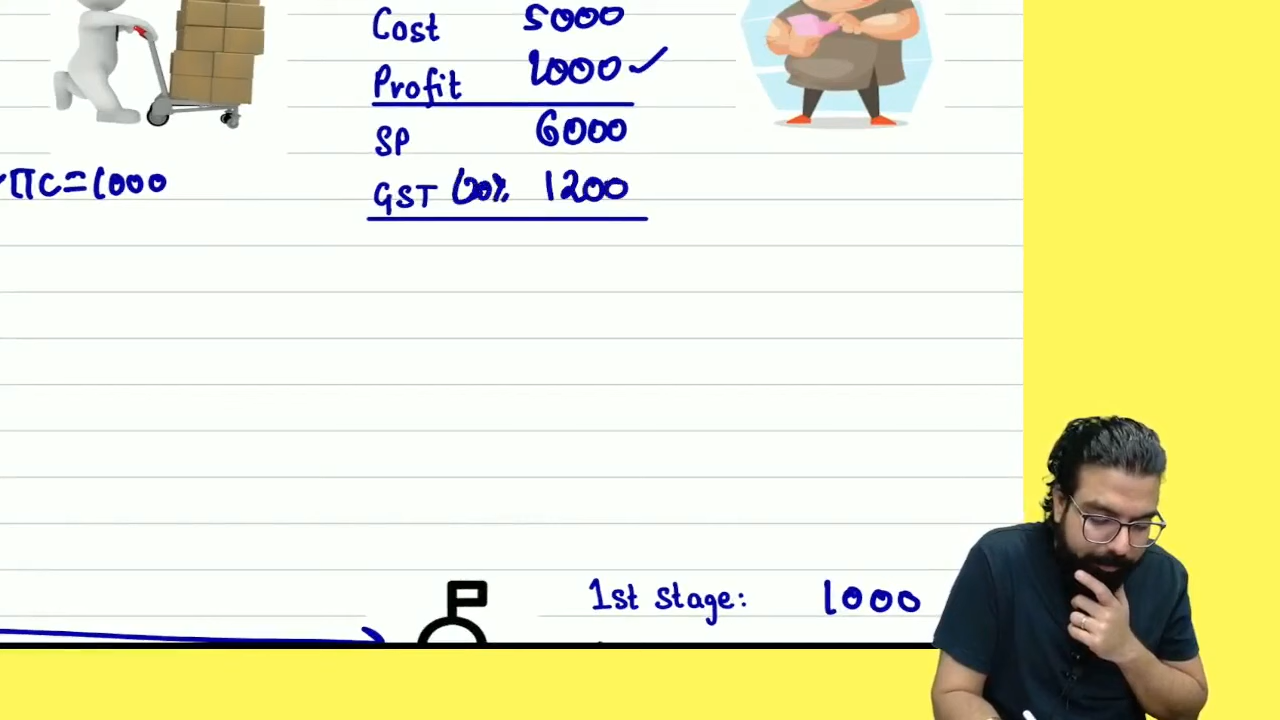 Cost 5000
Profit 1000 ✓
SP 6000
ITC=1000
GST (20% 1200
1st stage: 1000